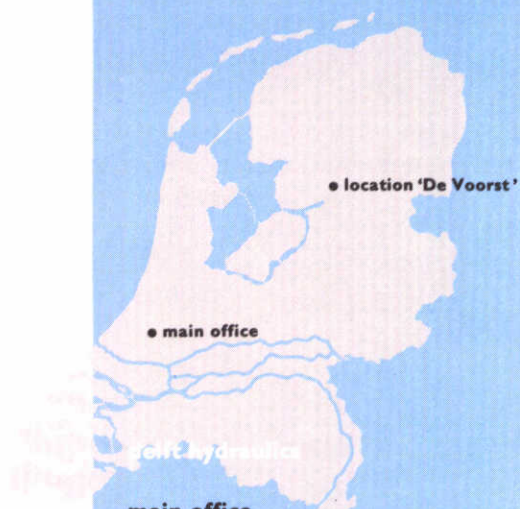 • location 'De Voorst'
• main office
delft hydraulics
main office